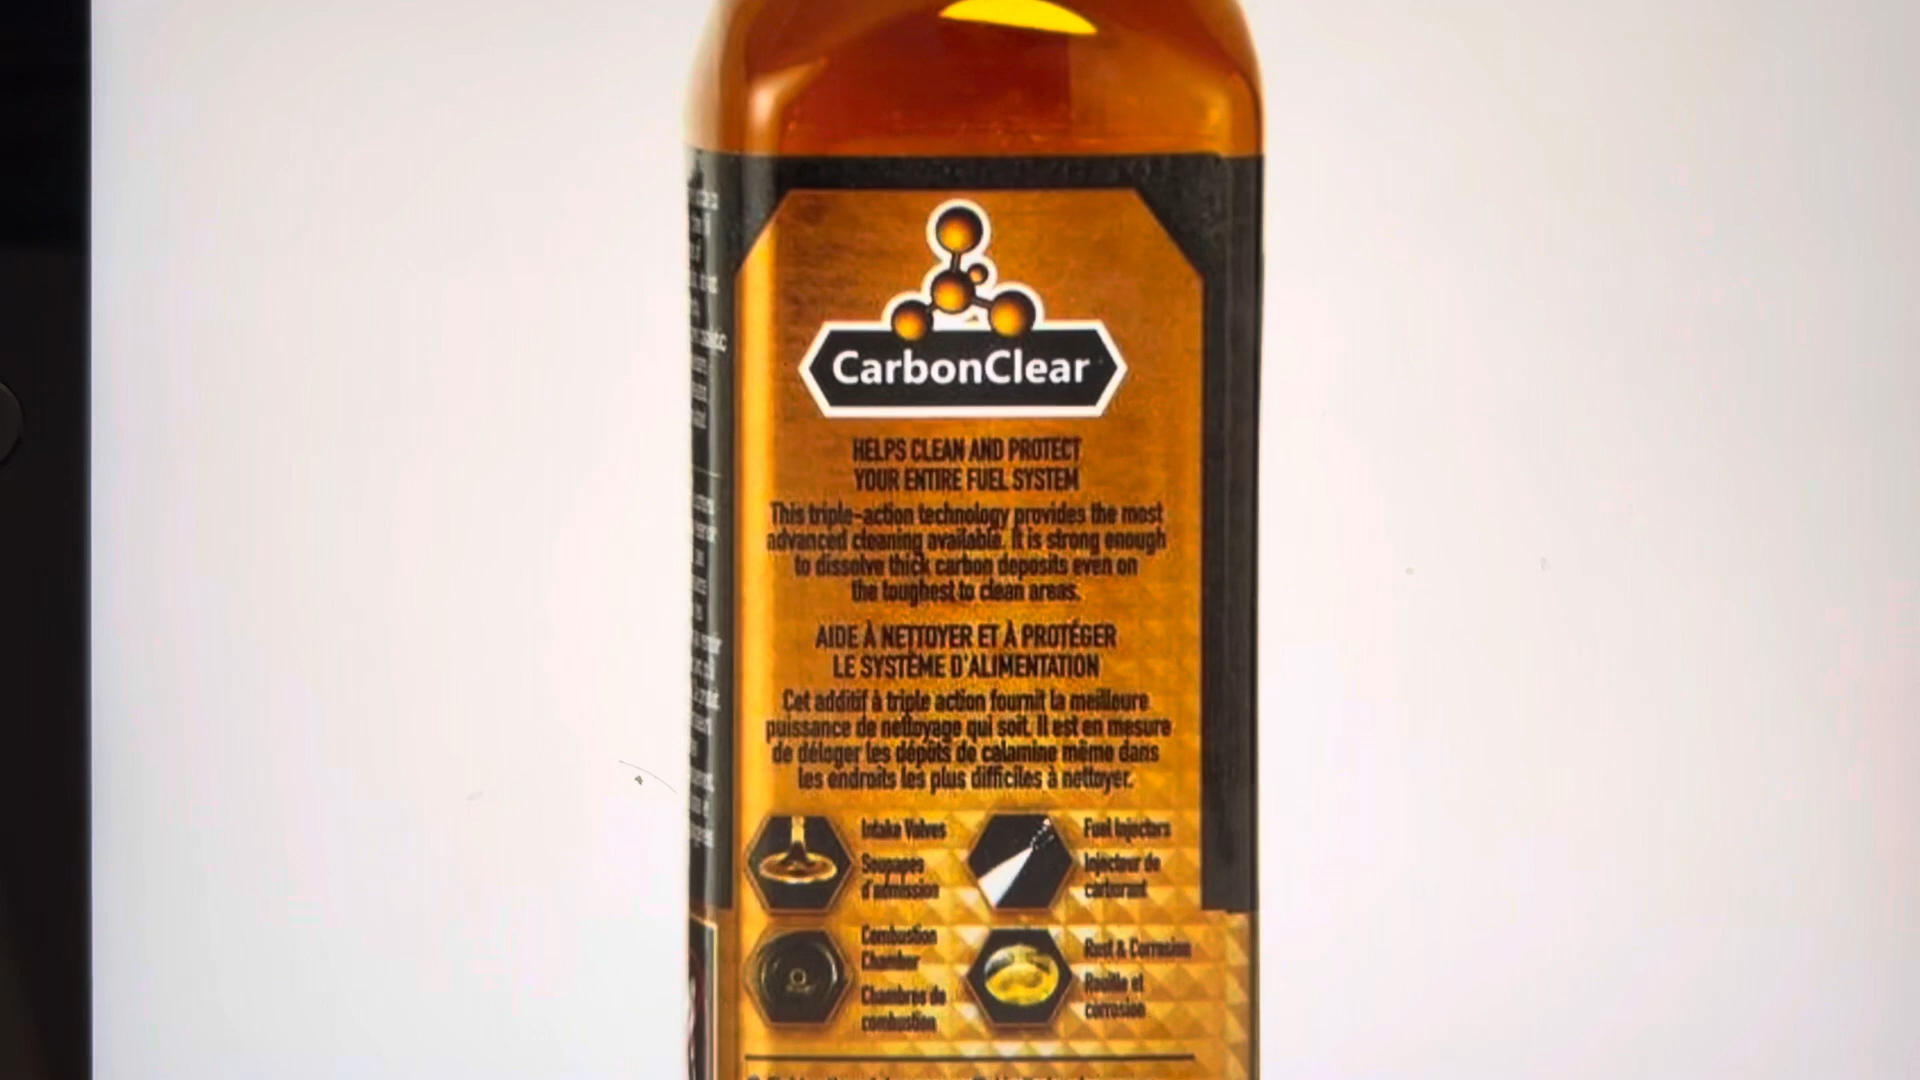 CarbonClear
HELPS CLEAN AND PROTECT
YOUR ENTIRE FUEL SYSTEM
This triple-action technology provides the most
advanced cleaning available. It is strong enough
to dissolve thick carbon deposits even on
the toughest to clean areas.
AIDE À NETTOYER ET À PROTÉGER
LE SYSTÈME D'ALIMENTATION
Cet additif à triple action fournit la meilleure
puissance de nettoyage qui soit. Il est en mesure
de déloger les dépôts de calamine même dans
les endroits les plus difficiles à nettoyer.
Intake Valves
Soupapes
d'admission
Fuel Injectors
Injecteur de
carburant
Combustion
Chamber
Chambres de
combustion
Rust & Corrosion
Rouille et
corrosion